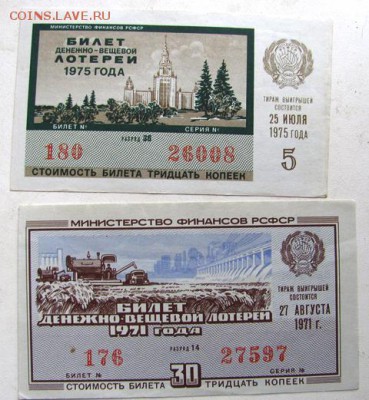 COINS.LAVE.RU
МИНИСТЕРСТВО ФИНАНСОВ РСФСР
БИЛЕТ
ДЕНЕЖНО-ВЕЩЕВОЙ
ЛОТЕРЕИ
1975 ГОДА
ТИРАЖ ВЫИГРЫШЕЙ
СОСТОИТСЯ
25 ИЮЛЯ
1975 ГОДА
5
БИЛЕТ № РАЗРЯД 36 СЕРИЯ №
180 26008
СТОИМОСТЬ БИЛЕТА ТРИДЦАТЬ КОПЕЕК
МИНИСТЕРСТВО ФИНАНСОВ РСФСР
ТИРАЖ ВЫИГРЫШЕЙ
СОСТОИТСЯ
27 АВГУСТА
1971 г.
БИЛЕТ
ДЕНЕЖНО-ВЕЩЕВОЙ ЛОТЕРЕИ
1971 ГОДА
176 РАЗРЯД 14 27597
БИЛЕТ № 30 СЕРИЯ №
СТОИМОСТЬ БИЛЕТА ТРИДЦАТЬ КОПЕЕК